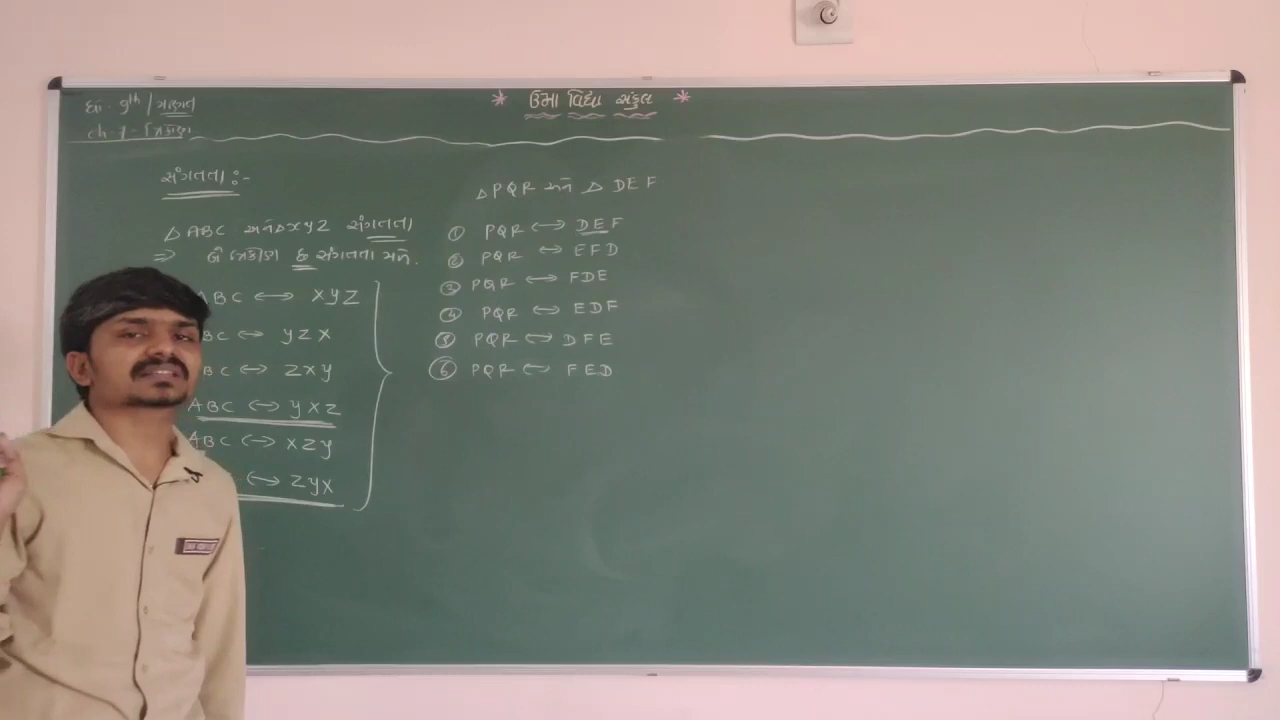 ધો - 9th / ગણિત
ch-7 - ત્રિકોણ
* ઉમા વિદ્યા સંકુલ *
સંગતતા :-
△ ABC અને △ XYZ સંગતતા
⇒ બે ત્રિકોણ છ સંગતતા મળે.
ABC ↔ XYZ
BC ↔ YZX
BC ↔ ZXY
ABC ↔ YXZ
ABC ↔ XZY
↔ ZYX
△ PQR અને △ DEF
① PQR ↔ DEF
② PQR ↔ EFD
③ PQR ↔ FDE
④ PQR ↔ EDF
⑤ PQR ↔ DFE
⑥ PQR ↔ FED